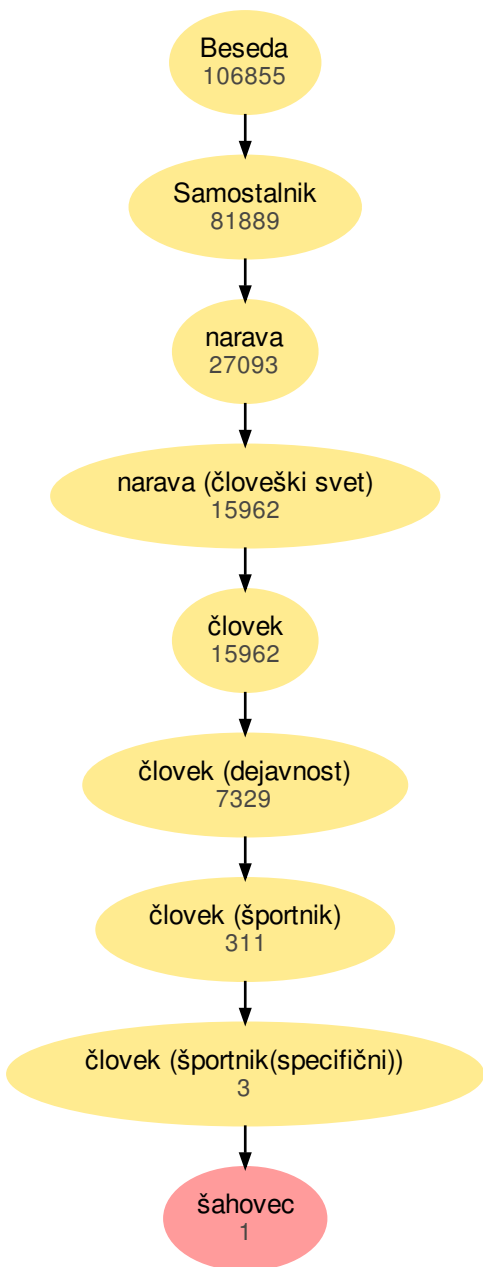 Beseda
106855
Samostalnik
81889
narava
27093
narava (človeški svet)
15962
človek
15962
človek (dejavnost)
7329
človek (športnik)
311
človek (športnik(specifični))
3
šahovec
1